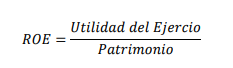 ROE = Utilidad del Ejercio
Patrimonio